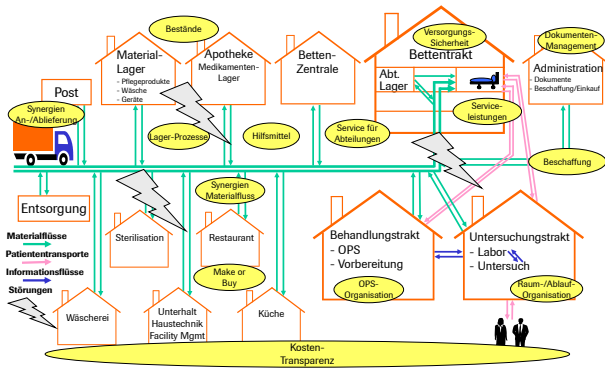 Bestände
Versorgungs-
Sicherheit
Dokumenten-
Management
Material-
Lager
- Pflegeprodukte
- Wäsche
- Geräte
Apotheke
Medikamenten-
Lager
Betten-
Zentrale
Bettentrakt
Abt.
Lager
Administration
- Dokumente
- Beschaffung/Einkauf
Post
Synergien
An-/Ablieferung
Lager-Prozesse
Hilfsmittel
Service für
Abteilungen
Service-
leistungen
Beschaffung
Entsorgung
Synergien
Materialfluss
Sterilisation
Restaurant
Behandlungstrakt
- OPS
- Vorbereitung
Untersuchungstrakt
- Labor
- Untersuch
Materialflüsse
Patiententransporte
Informationsflüsse
Störungen
Make or
Buy
OPS-
Organisation
Raum-/Ablauf-
Organisation
Wäscherei
Unterhalt
Haustechnik
Facility Mgmt
Küche
Kosten-
Transparenz